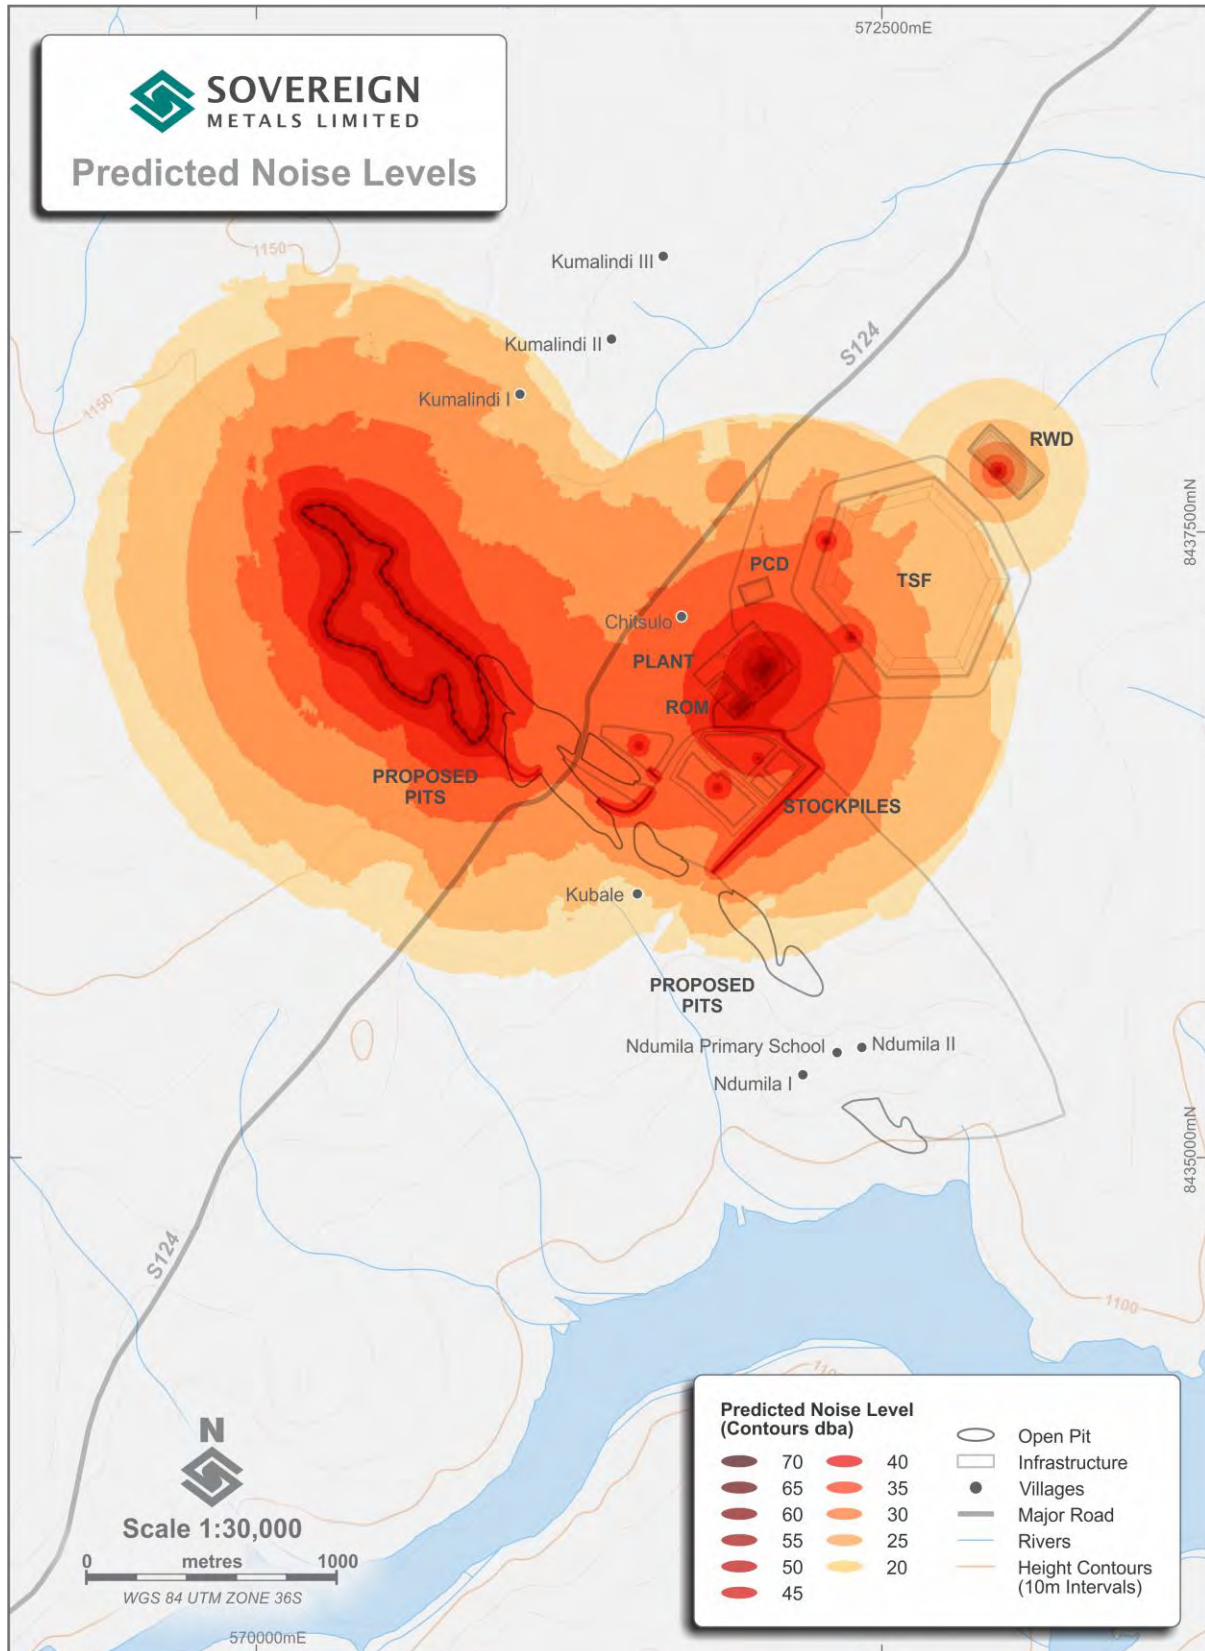 572500mE
SOVEREIGN
METALS LIMITED
Predicted Noise Levels
1150
Kumalindi III
S124
Kumalindi II
1150
Kumalindi I
RWD
8437500mN
PCD
TSF
Chitsulo
PLANT
ROM
PROPOSED
PITS
STOCKPILES
Kubale
PROPOSED
PITS
Ndumila Primary School
Ndumila II
Ndumila I
8435000mN
S124
1100
N
Scale 1:30,000
0 metres 1000
WGS 84 UTM ZONE 36S
570000mE
Predicted Noise Level
(Contours dba)
70 40
65 35
60 30
55 25
50 20
45
Open Pit
Infrastructure
Villages
Major Road
Rivers
Height Contours
(10m Intervals)